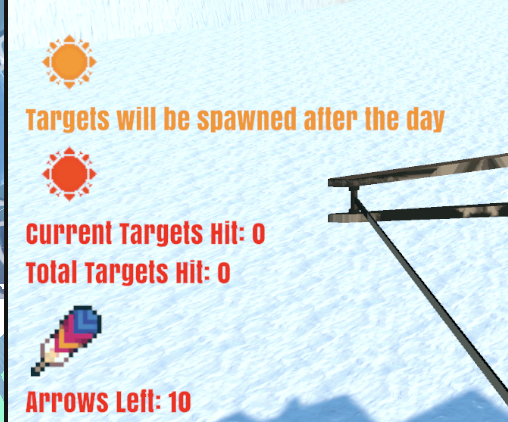 Targets will be spawned after the day
Current Targets Hit: 0
Total Targets Hit: 0
Arrows Left: 10